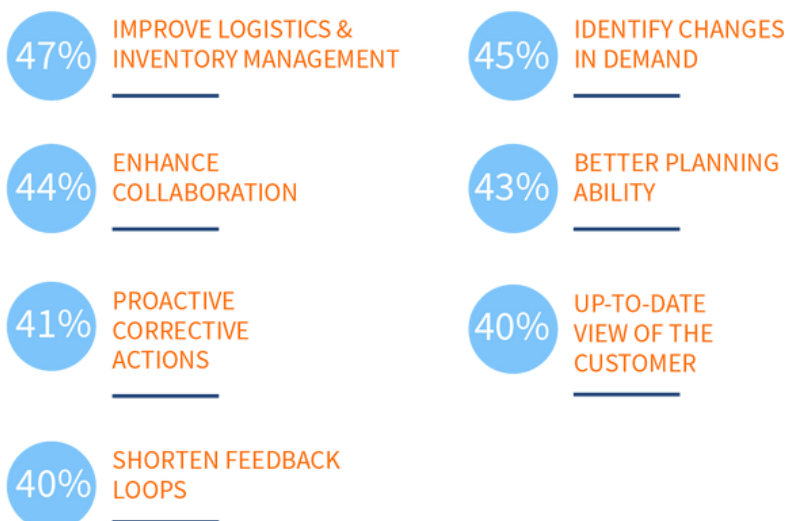 47%
IMPROVE LOGISTICS &
INVENTORY MANAGEMENT
45%
IDENTIFY CHANGES
IN DEMAND
44%
ENHANCE
COLLABORATION
43%
BETTER PLANNING
ABILITY
41%
PROACTIVE
CORRECTIVE
ACTIONS
40%
UP-TO-DATE
VIEW OF THE
CUSTOMER
40%
SHORTEN FEEDBACK
LOOPS